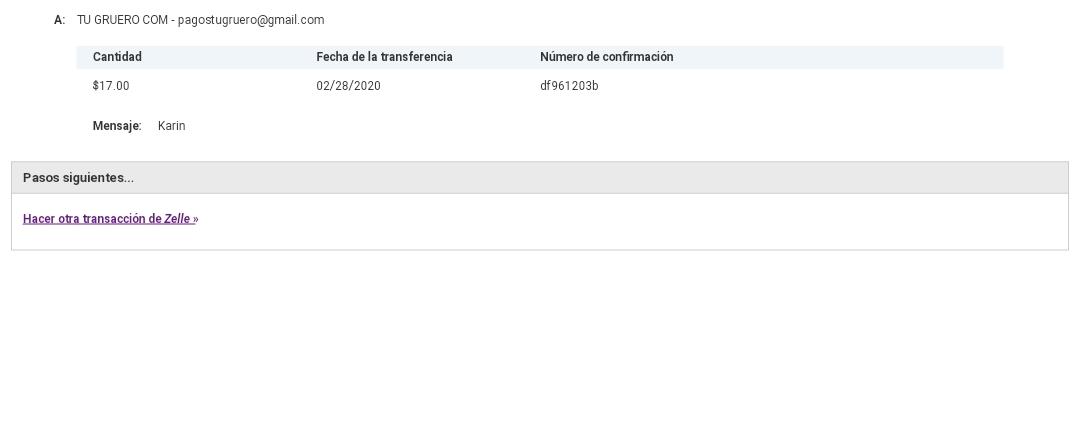 A: TU GRUERO COM - pagostugruero@gmail.com
Cantidad Fecha de la transferencia Número de confirmación
$17.00 02/28/2020 df961203b
Mensaje: Karin
Pasos siguientes...
Hacer otra transacción de Zelle »